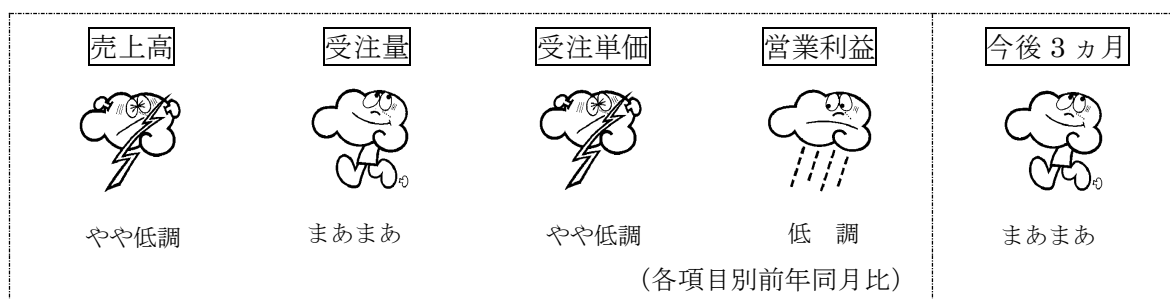 売上高 受注量 受注単価 営業利益 今後3ヵ月
やや低調 まあまあ やや低調 低 調 まあまあ
(各項目別前年同月比)